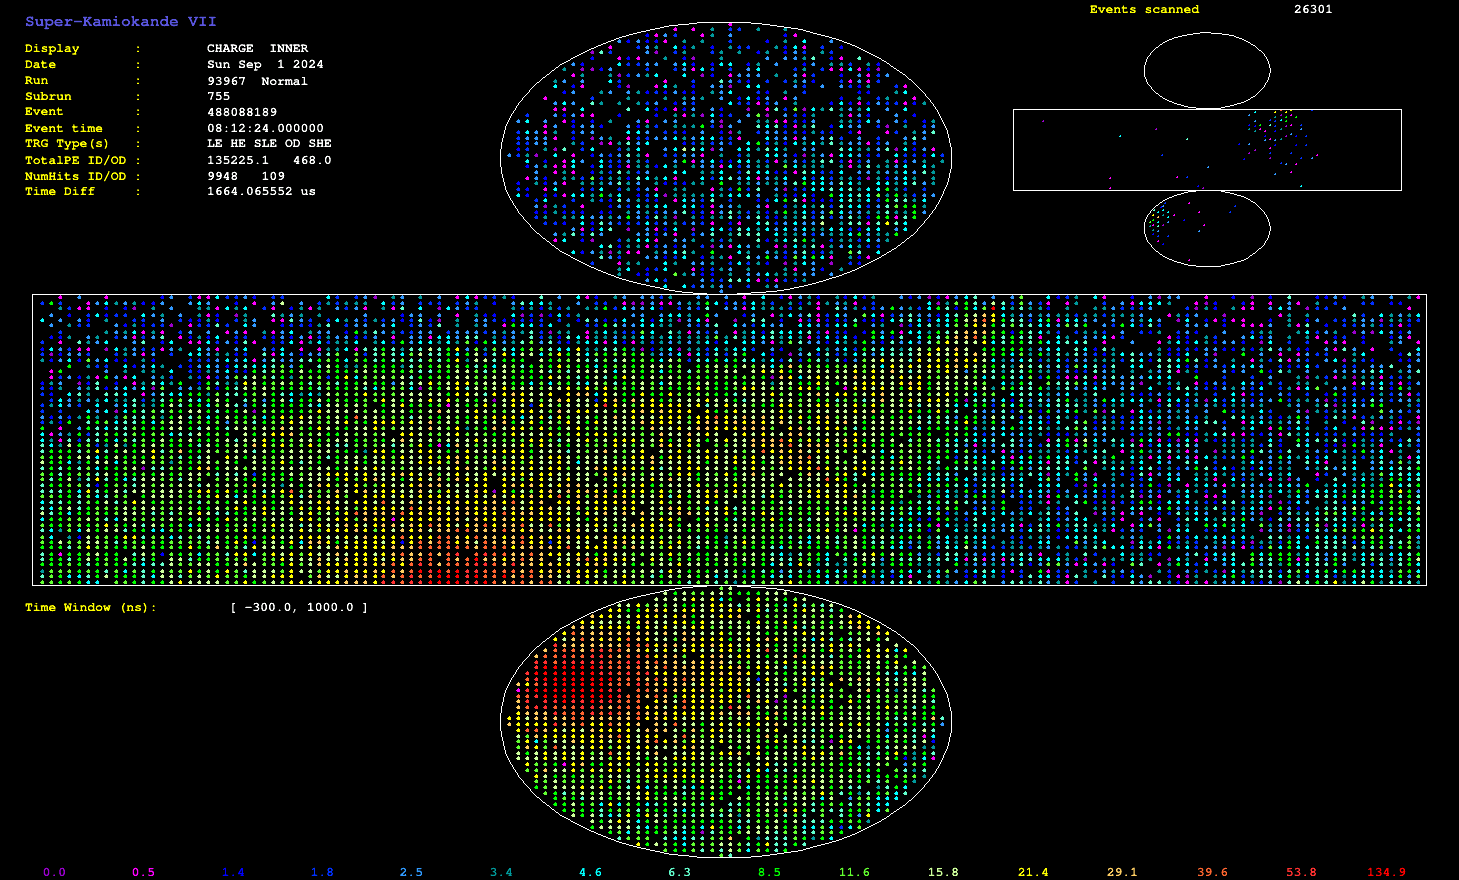 Super-Kamiokande VII
Events scanned 26301
Display : CHARGE INNER
Date : Sun Sep 1 2024
Run : 93967 Normal
Subrun : 755
Event : 488088189
Event time : 08:12:24.000000
TRG Type(s) : LE HE SLE OD SHE
TotalPE ID/OD : 135225.1 468.0
NumHits ID/OD : 9948 109
Time Diff : 1664.065552 us
Time Window (ns): [ -300.0, 1000.0 ]
0.0 0.5 1.4 1.8 2.5 3.4 4.6 6.3 8.5 11.6 15.8 21.4 29.1 39.6 53.8 134.9